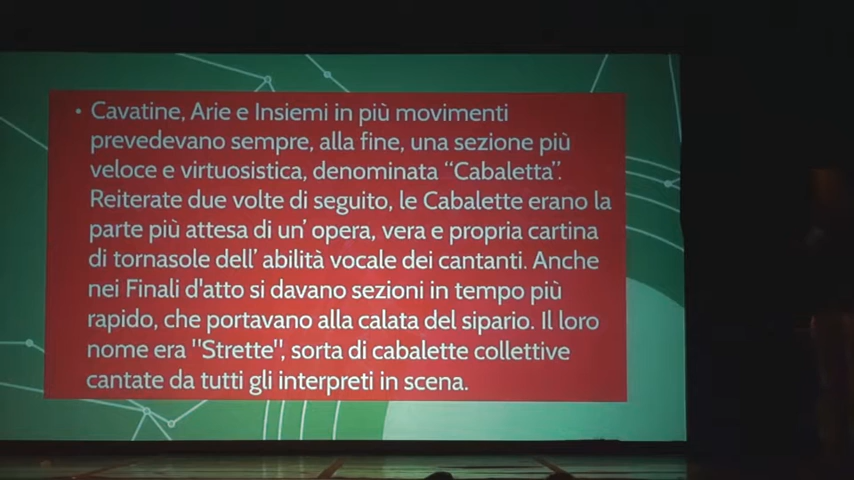 • Cavatine, Arie e Insiemi in più movimenti
prevedevano sempre, alla fine, una sezione più
veloce e virtuosistica, denominata “Cabaletta”.
Reiterate due volte di seguito, le Cabalette erano la
parte più attesa di un’ opera, vera e propria cartina
di tornasole dell’ abilità vocale dei cantanti. Anche
nei Finali d'atto si davano sezioni in tempo più
rapido, che portavano alla calata del sipario. Il loro
nome era "Strette", sorta di cabalette collettive
cantate da tutti gli interpreti in scena.